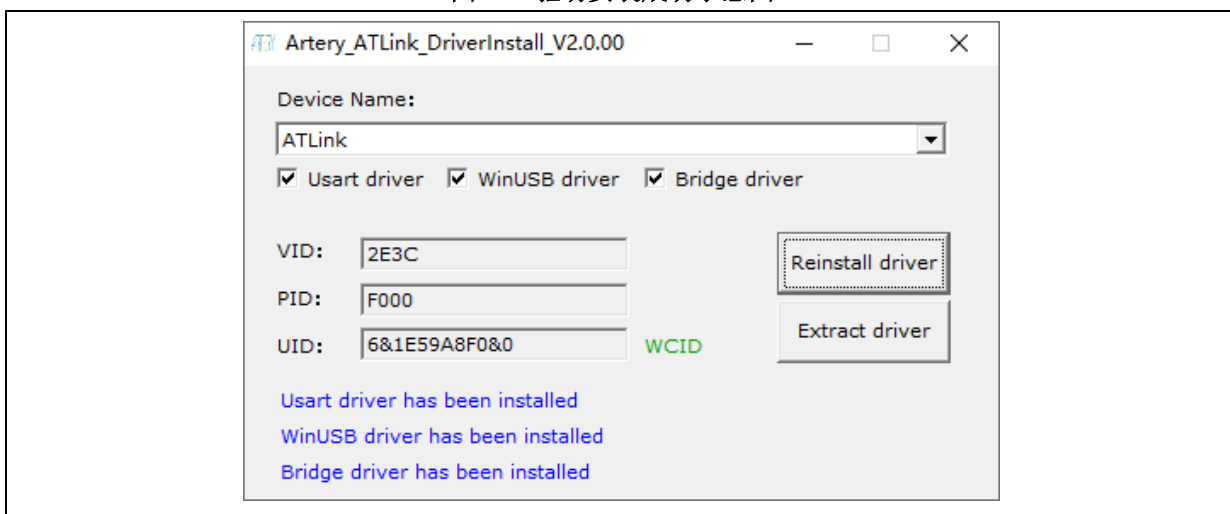 Artery_ATLink_DriverInstall_V2.0.00
Device Name:
ATLink
Usart driver WinUSB driver Bridge driver
VID: 2E3C
Reinstall driver
PID: F000
Extract driver
UID: 6&1E59A8F0&0 WCID
Usart driver has been installed
WinUSB driver has been installed
Bridge driver has been installed